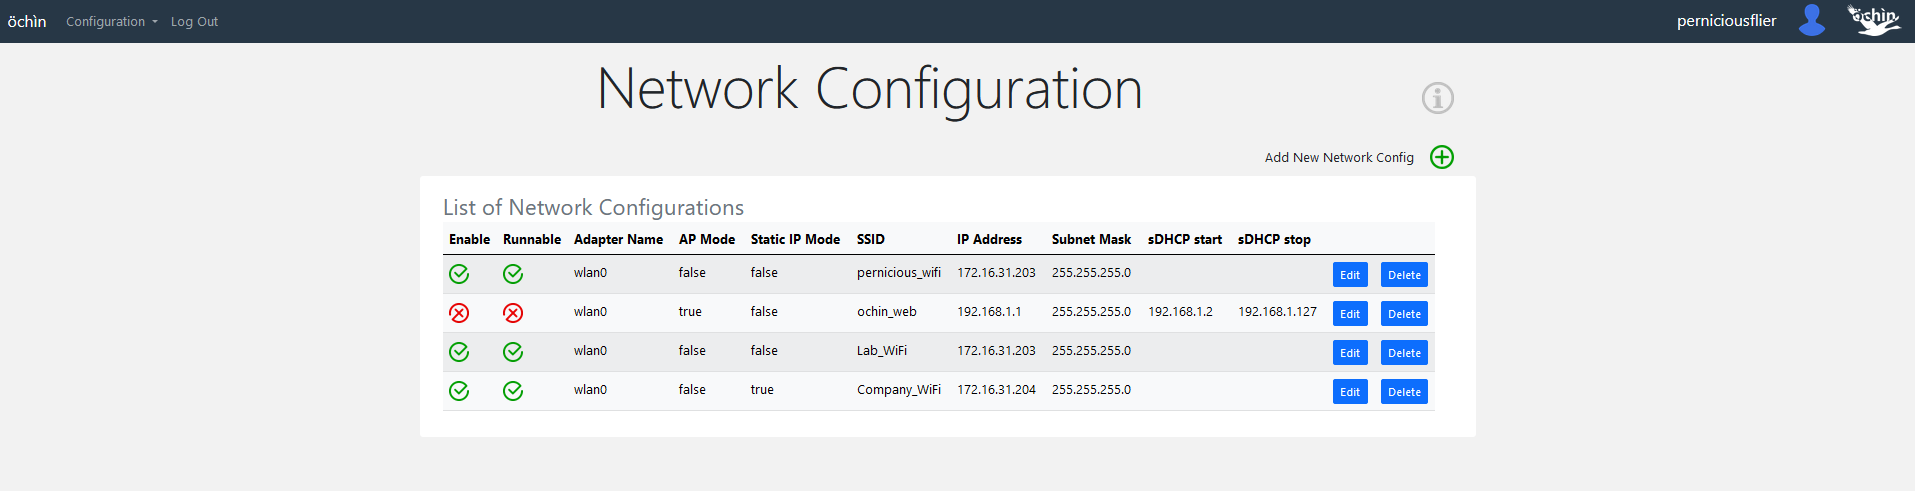 öchìn Configuration Log Out perniciousflier öchìn
Network Configuration
Add New Network Config
List of Network Configurations
Enable Runnable Adapter Name AP Mode Static IP Mode SSID IP Address Subnet Mask sDHCP start sDHCP stop
wlan0 false false pernicious_wifi 172.16.31.203 255.255.255.0 Edit Delete
wlan0 true false ochin_web 192.168.1.1 255.255.255.0 192.168.1.2 192.168.1.127 Edit Delete
wlan0 false false Lab_WiFi 172.16.31.203 255.255.255.0 Edit Delete
wlan0 false true Company_WiFi 172.16.31.204 255.255.255.0 Edit Delete